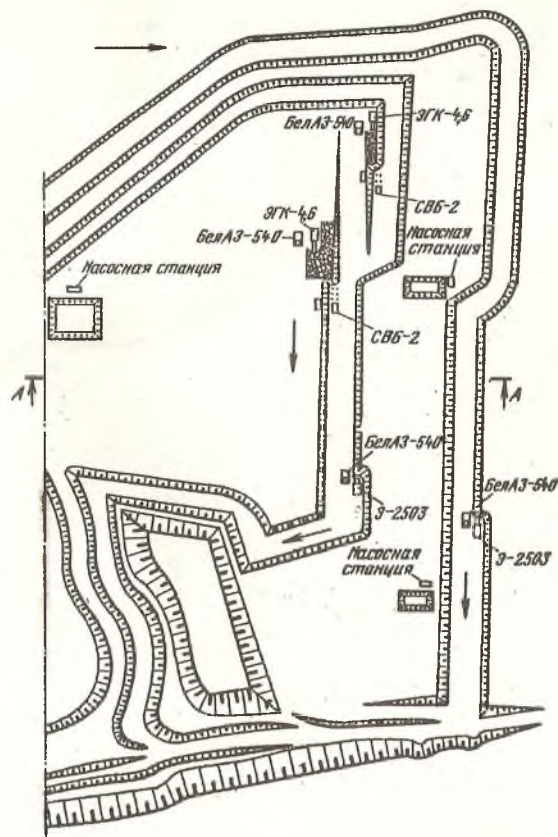 БелАЗ-540
ЭГК-4,6
СВБ-2
ЭГК-4,6
БелАЗ-540
Насосная
станция
Насосная
станция
СВБ-2
А
А
БелАЗ-540
БелАЗ-540
Э-2503
Э-2503
Насосная
станция